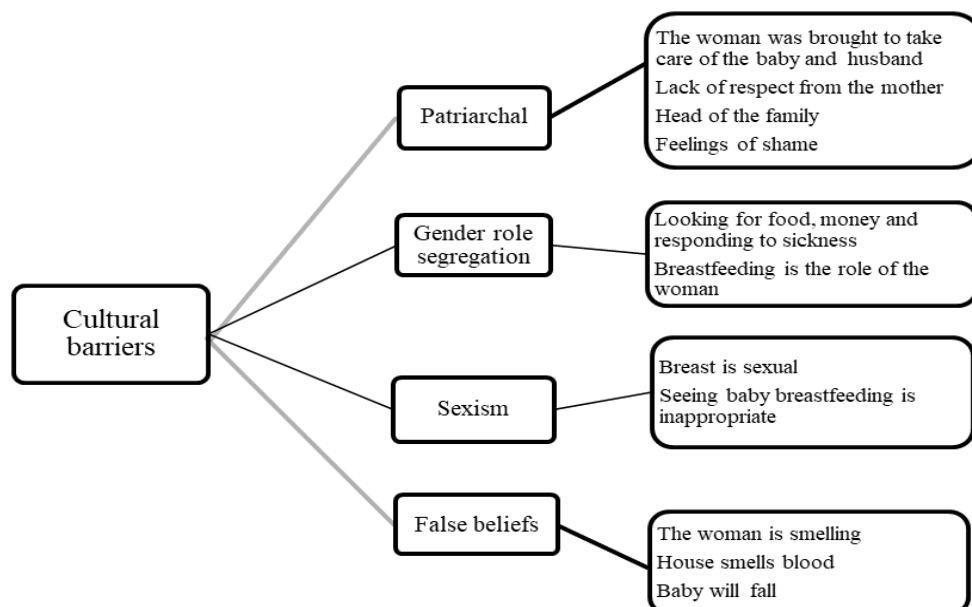 Cultural
barriers
Patriarchal
The woman was brought to take
care of the baby and husband
Lack of respect from the mother
Head of the family
Feelings of shame
Gender role
segregation
Looking for food, money and
responding to sickness
Breastfeeding is the role of the
woman
Sexism
Breast is sexual
Seeing baby breastfeeding is
inappropriate
False beliefs
The woman is smelling
House smells blood
Baby will fall